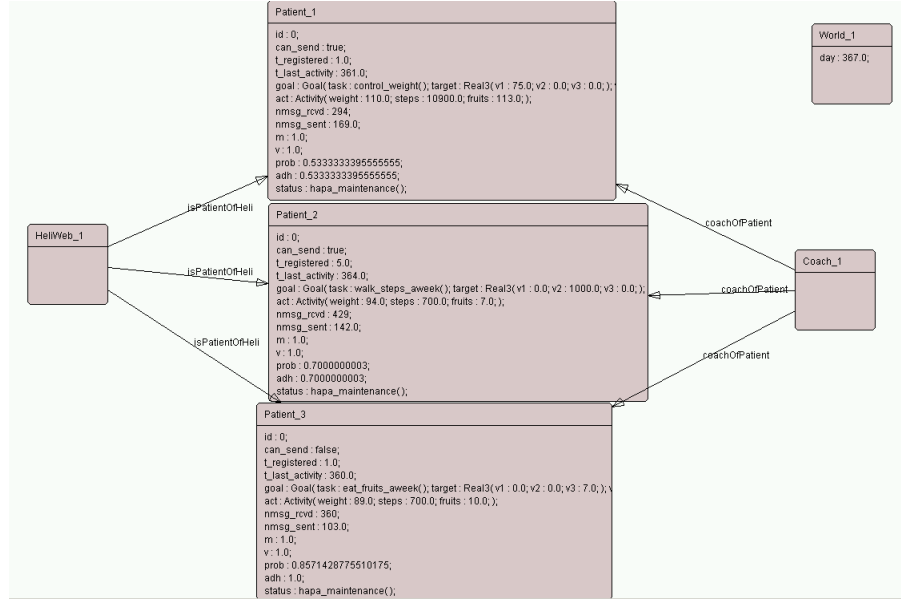 Patient_1
id : 0;
can_send : true;
t_registered : 1.0;
t_last_activity : 361.0;
goal : Goal( task : control_weight(); target : Real3( v1 : 75.0; v2 : 0.0; v3 : 0.0; );
act : Activity( weight : 110.0; steps : 10900.0; fruits : 113.0; );
nmsg_rcvd : 294;
nmsg_sent : 169.0;
m : 1.0;
v : 1.0;
prob : 0.5333333395555555;
adh : 0.5333333395555555;
status : hapa_maintenance();
World_1
day : 367.0;
isPatientOfHeli
coachOfPatient
HeliWeb_1
Patient_2
id : 0;
can_send : true;
t_registered : 5.0;
t_last_activity : 364.0;
goal : Goal( task : walk_steps_aweek(); target : Real3( v1 : 0.0; v2 : 1000.0; v3 : 0.0; );
act : Activity( weight : 94.0; steps : 700.0; fruits : 7.0; );
nmsg_rcvd : 429;
nmsg_sent : 142.0;
m : 1.0;
v : 1.0;
prob : 0.7000000003;
adh : 0.7000000003;
status : hapa_maintenance();
isPatientOfHeli
coachOfPatient
Coach_1
isPatientOfHeli
coachOfPatient
Patient_3
id : 0;
can_send : false;
t_registered : 1.0;
t_last_activity : 360.0;
goal : Goal( task : eat_fruits_aweek(); target : Real3( v1 : 0.0; v2 : 0.0; v3 : 7.0; );
act : Activity( weight : 89.0; steps : 700.0; fruits : 10.0; );
nmsg_rcvd : 360;
nmsg_sent : 103.0;
m : 1.0;
v : 1.0;
prob : 0.8571428775510175;
adh : 1.0;
status : hapa_maintenance();